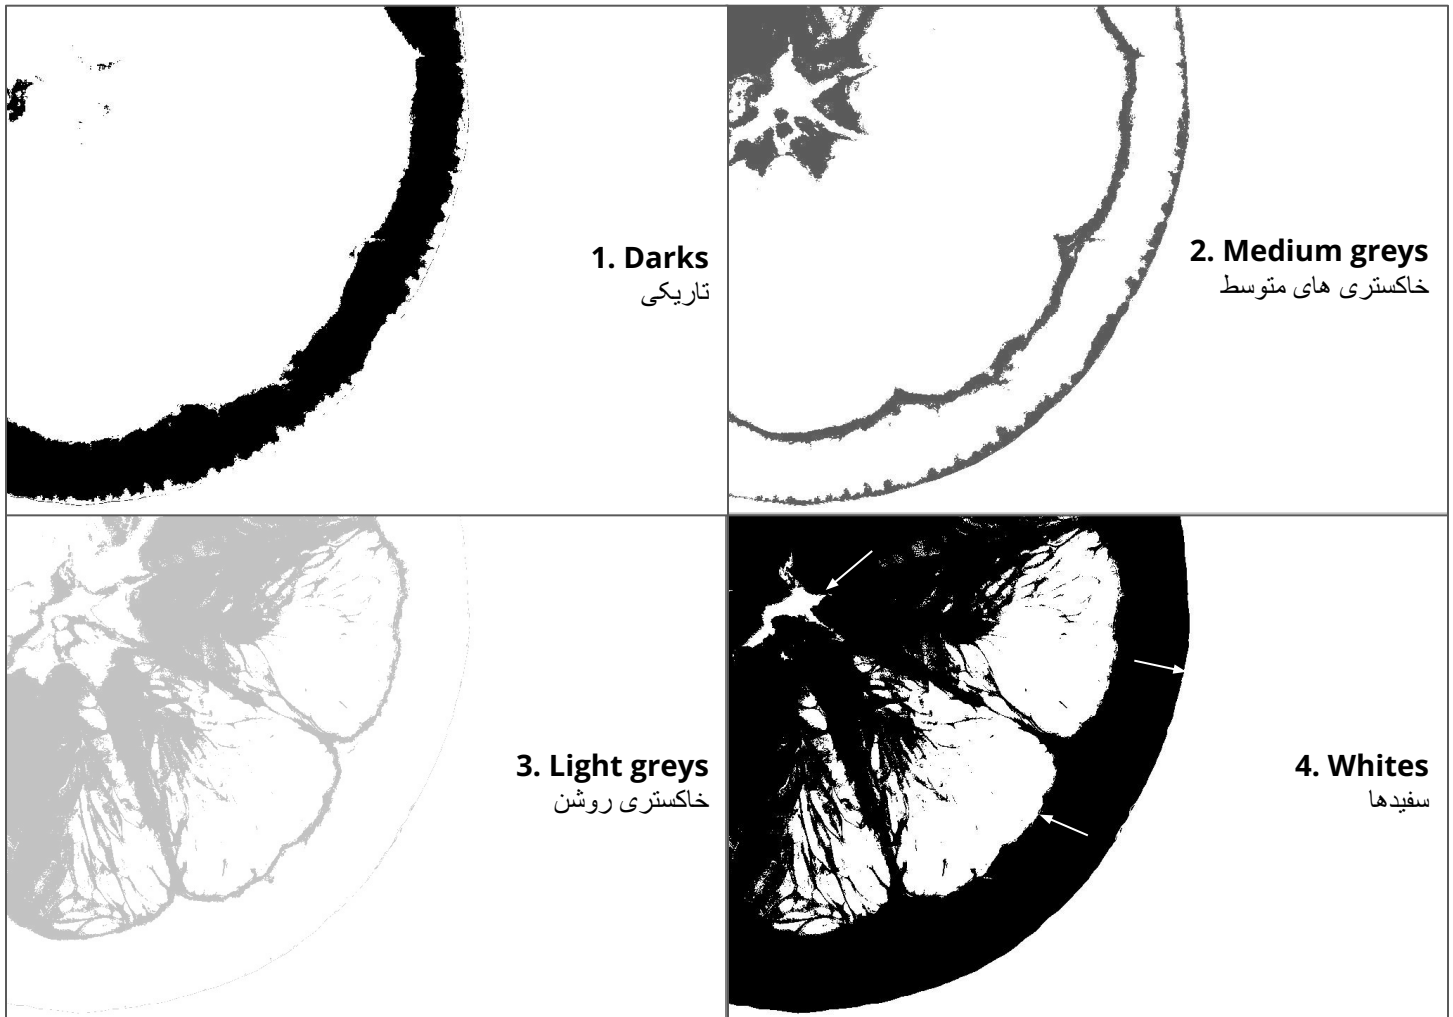 1. Darks
تاریکی
2. Medium greys
خاکستری های متوسط
3. Light greys
خاکستری روشن
4. Whites
سفیدها